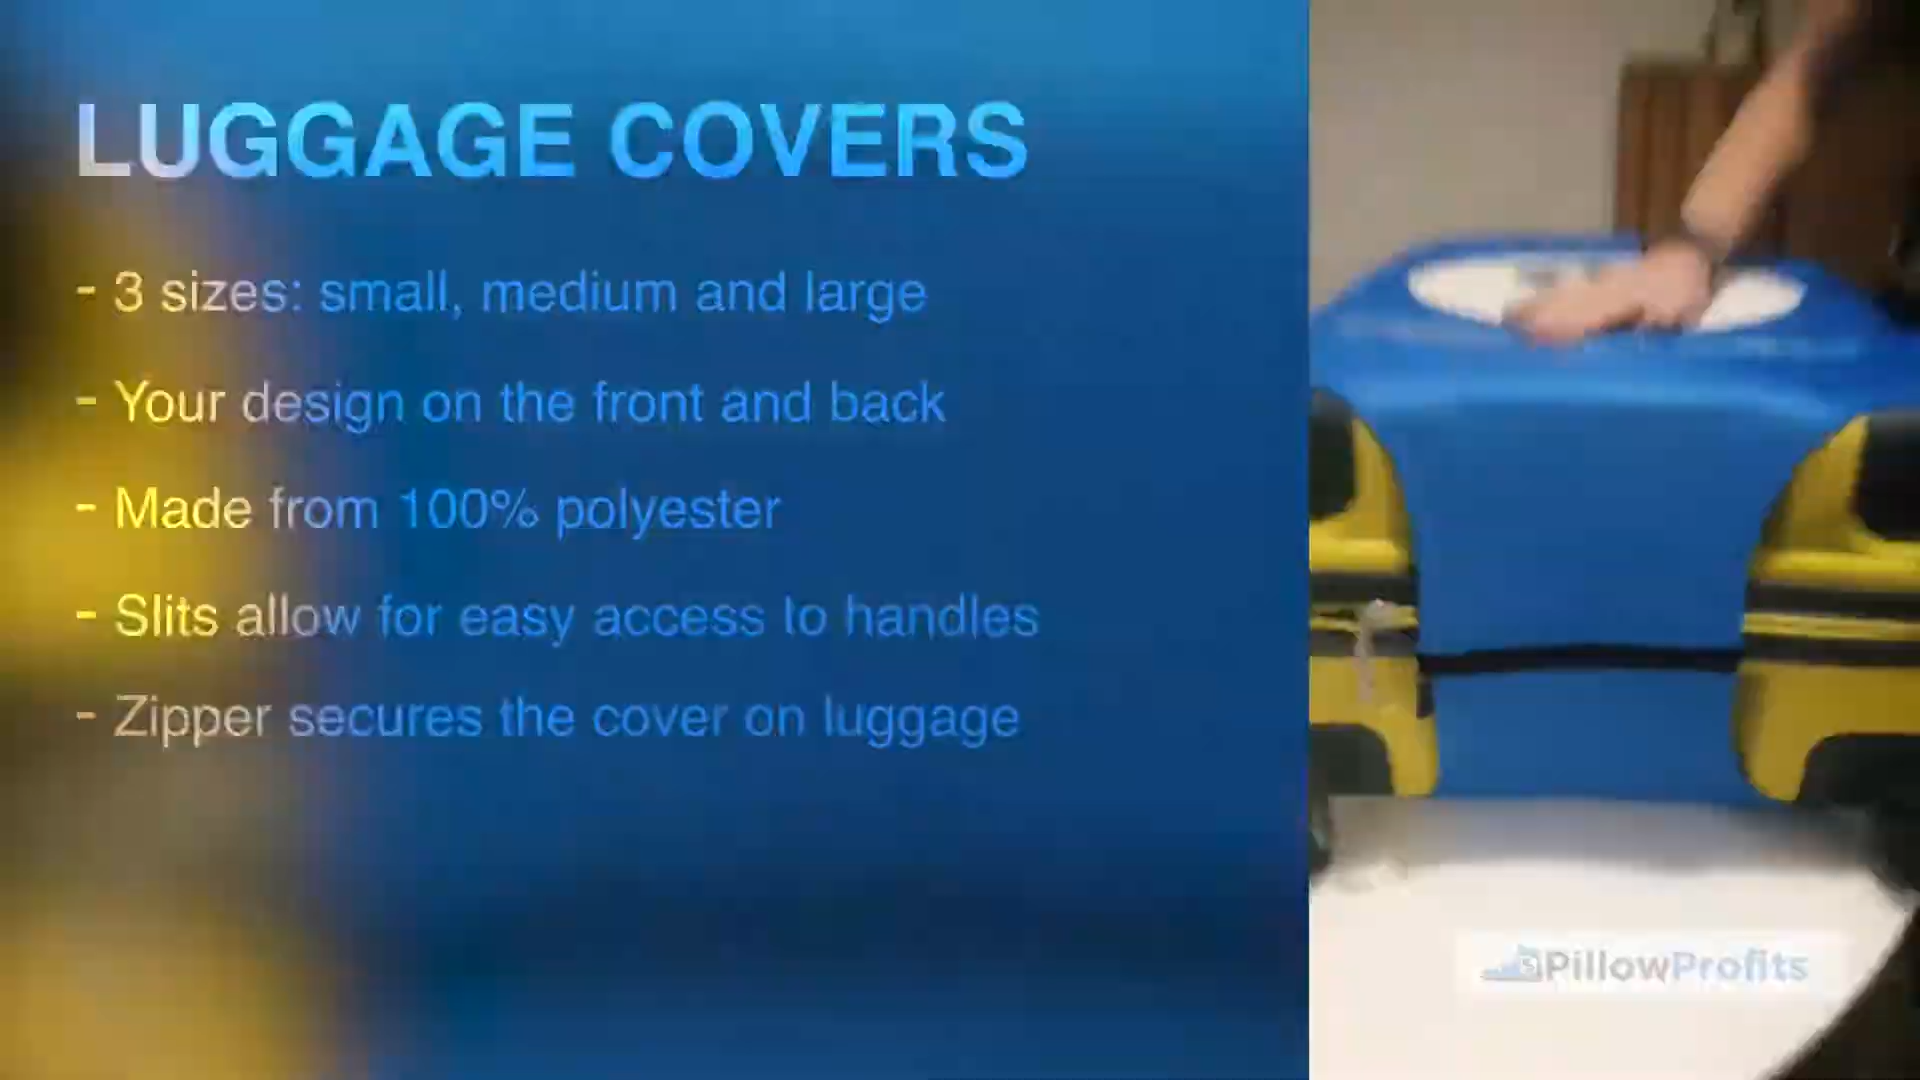 LUGGAGE COVERS
- 3 sizes: small, medium and large
- Your design on the front and back
- Made from 100% polyester
- Slits allow for easy access to handles
- Zipper secures the cover on luggage
PillowProfits